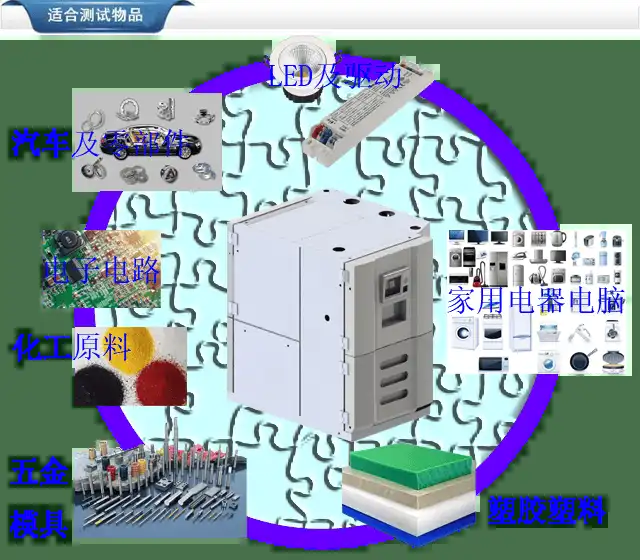 适合测试物品
LED及驱动
汽车及零部件
电子电路
家用电器电脑
化工原料
五金
模具
塑胶塑料